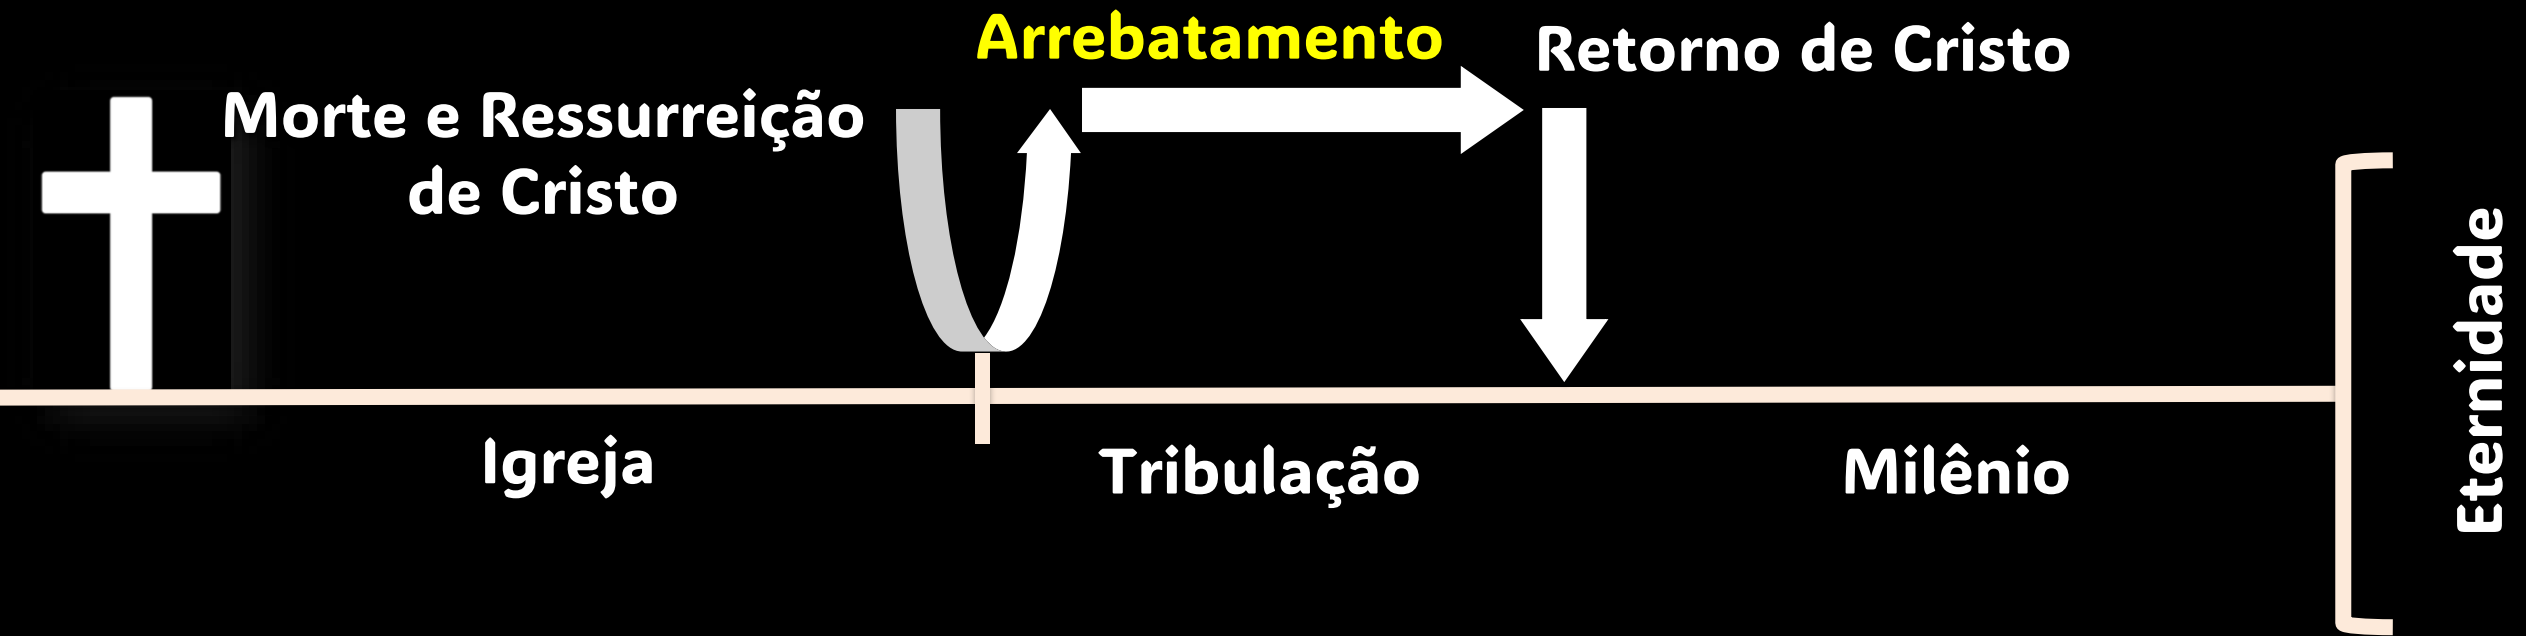 Arrebatamento
Retorno de Cristo
Morte e Ressurreição
de Cristo
Igreja
Tribulação
Milênio
Eternidade